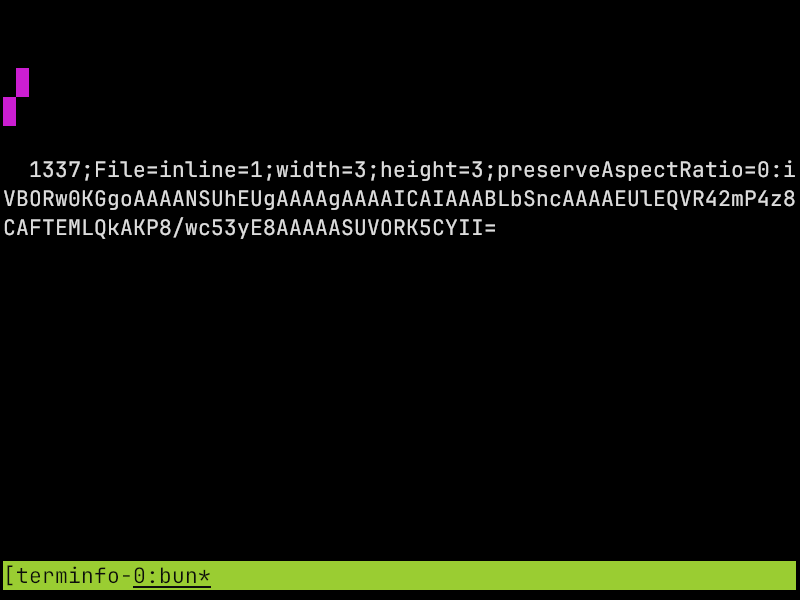 1337;File=inline=1;width=3;height=3;preserveAspectRatio=0:i
VBORw0KGgoAAAANSUhEUgAAAAgAAAAICAIAAABLbSncAAAAEUlEQVR42mP4z8
CAFTEMLQkAKP8/wc53yE8AAAAASUVORK5CYII=
[terminfo-0:bun*